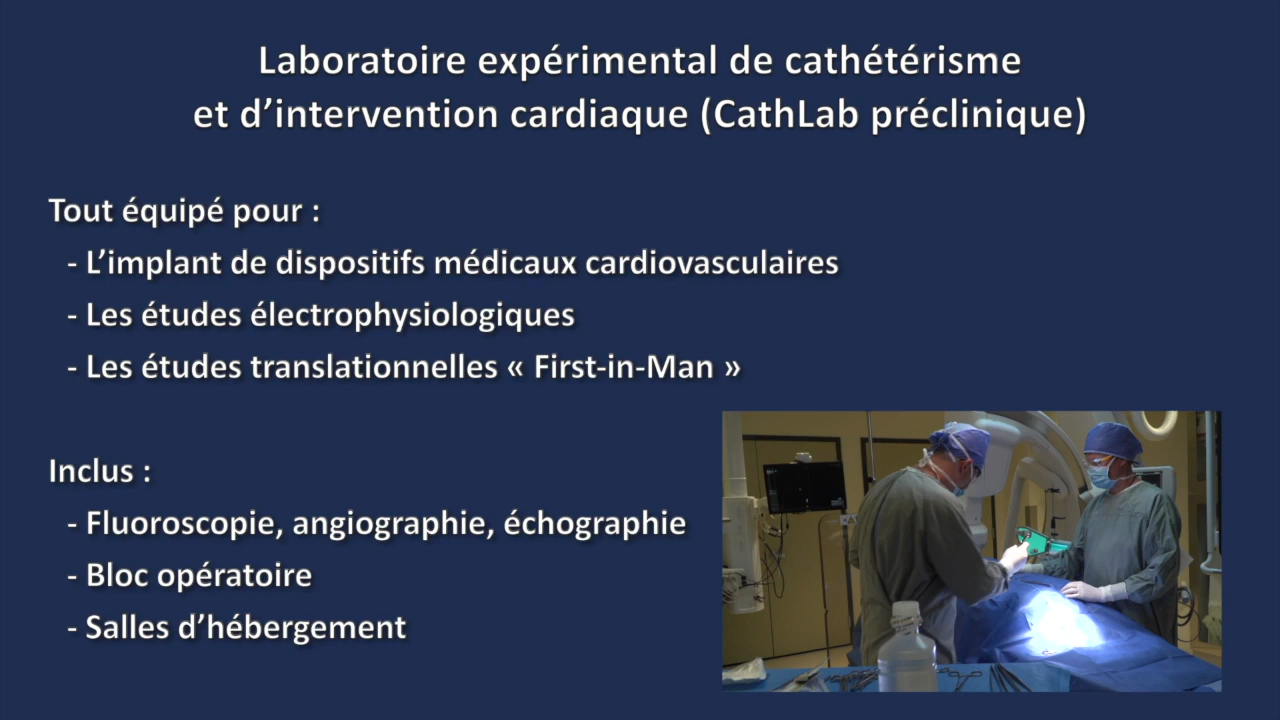 Laboratoire expérimental de cathétérisme
et d’intervention cardiaque (CathLab préclinique)
Tout équipé pour :
- L’implant de dispositifs médicaux cardiovasculaires
- Les études électrophysiologiques
- Les études translationnelles « First-in-Man »
Inclus :
- Fluoroscopie, angiographie, échographie
- Bloc opératoire
- Salles d’hébergement